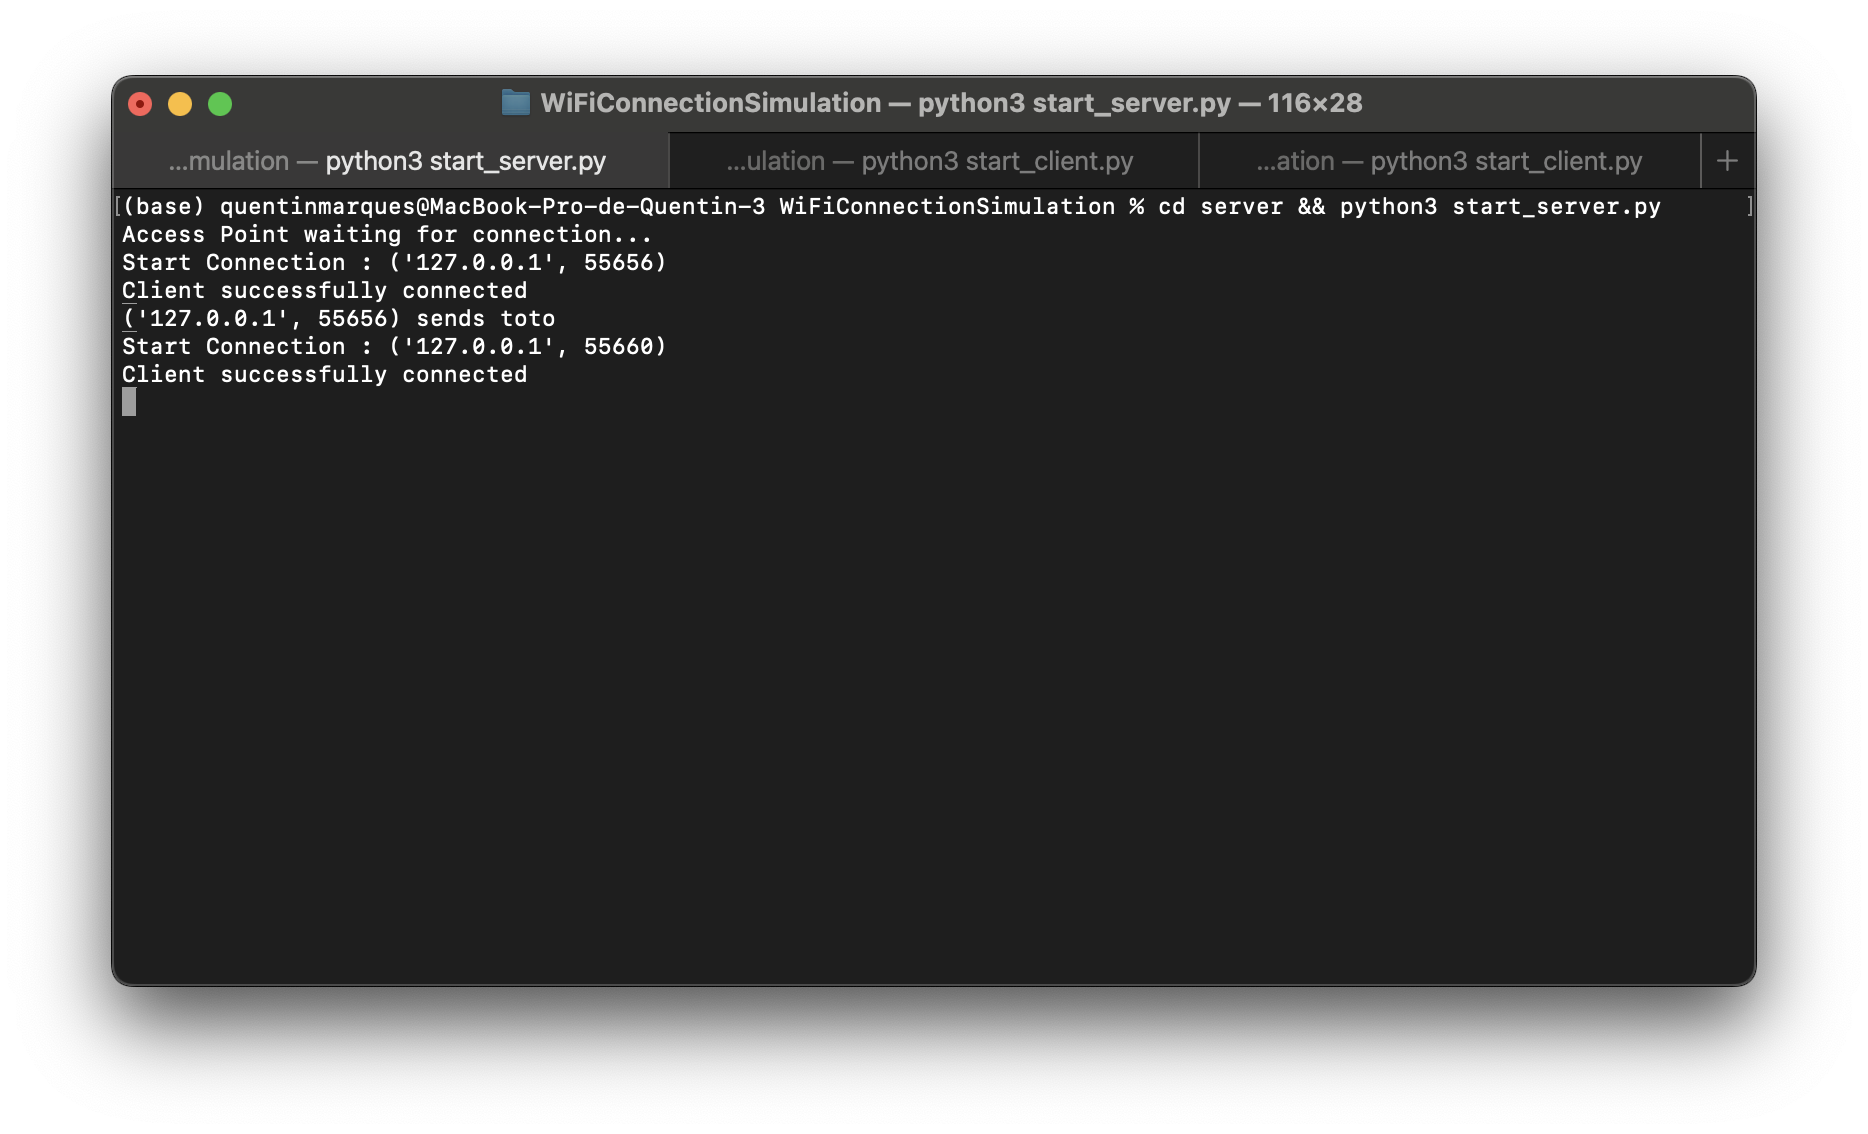 WiFiConnectionSimulation — python3 start_server.py — 116×28
...mulation — python3 start_server.py
...ulation — python3 start_client.py
...ation — python3 start_client.py
+
[(base) quentinmarques@MacBook-Pro-de-Quentin-3 WiFiConnectionSimulation % cd server && python3 start_server.py ]
Access Point waiting for connection...
Start Connection : ('127.0.0.1', 55656)
Client successfully connected
('127.0.0.1', 55656) sends toto
Start Connection : ('127.0.0.1', 55660)
Client successfully connected